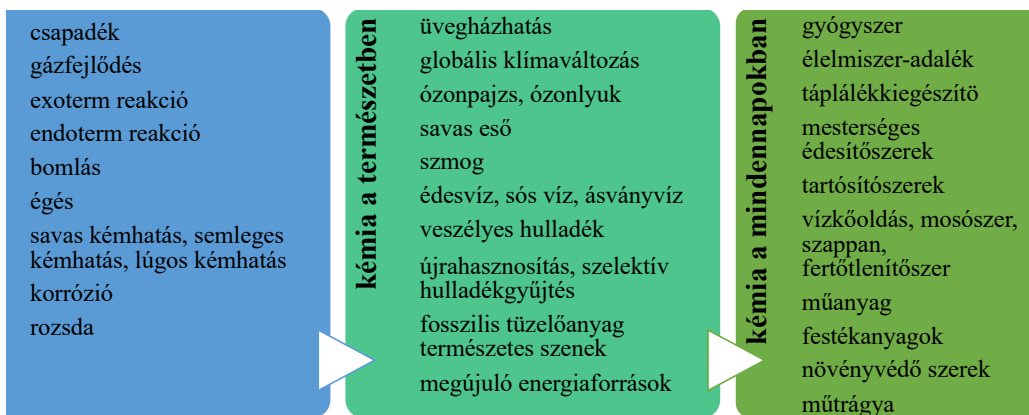 csapadék
gázfejlődés
exoterm reakció
endoterm reakció
bomlás
égés
savas kémhatás, semleges
kémhatás, lúgos kémhatás
korrózió
rozsda
kémia a természetben
üvegházhatás
globális klímaváltozás
ózonpajzs, ózonlyuk
savas eső
szmog
édesvíz, sós víz, ásványvíz
veszélyes hulladék
újrahasznosítás, szelektív
hulladékgyűjtés
fosszilis tüzelőanyag
természetes szenek
megújuló energiaforrások
kémia a mindennapokban
gyógyszer
élelmiszer-adalék
táplálékkiegészítö
mesterséges
édesítőszerek
tartósítószerek
vízkőoldás, mosószer,
szappan,
fertőtlenítőszer
műanyag
festékanyagok
növényvédő szerek
műtrágya